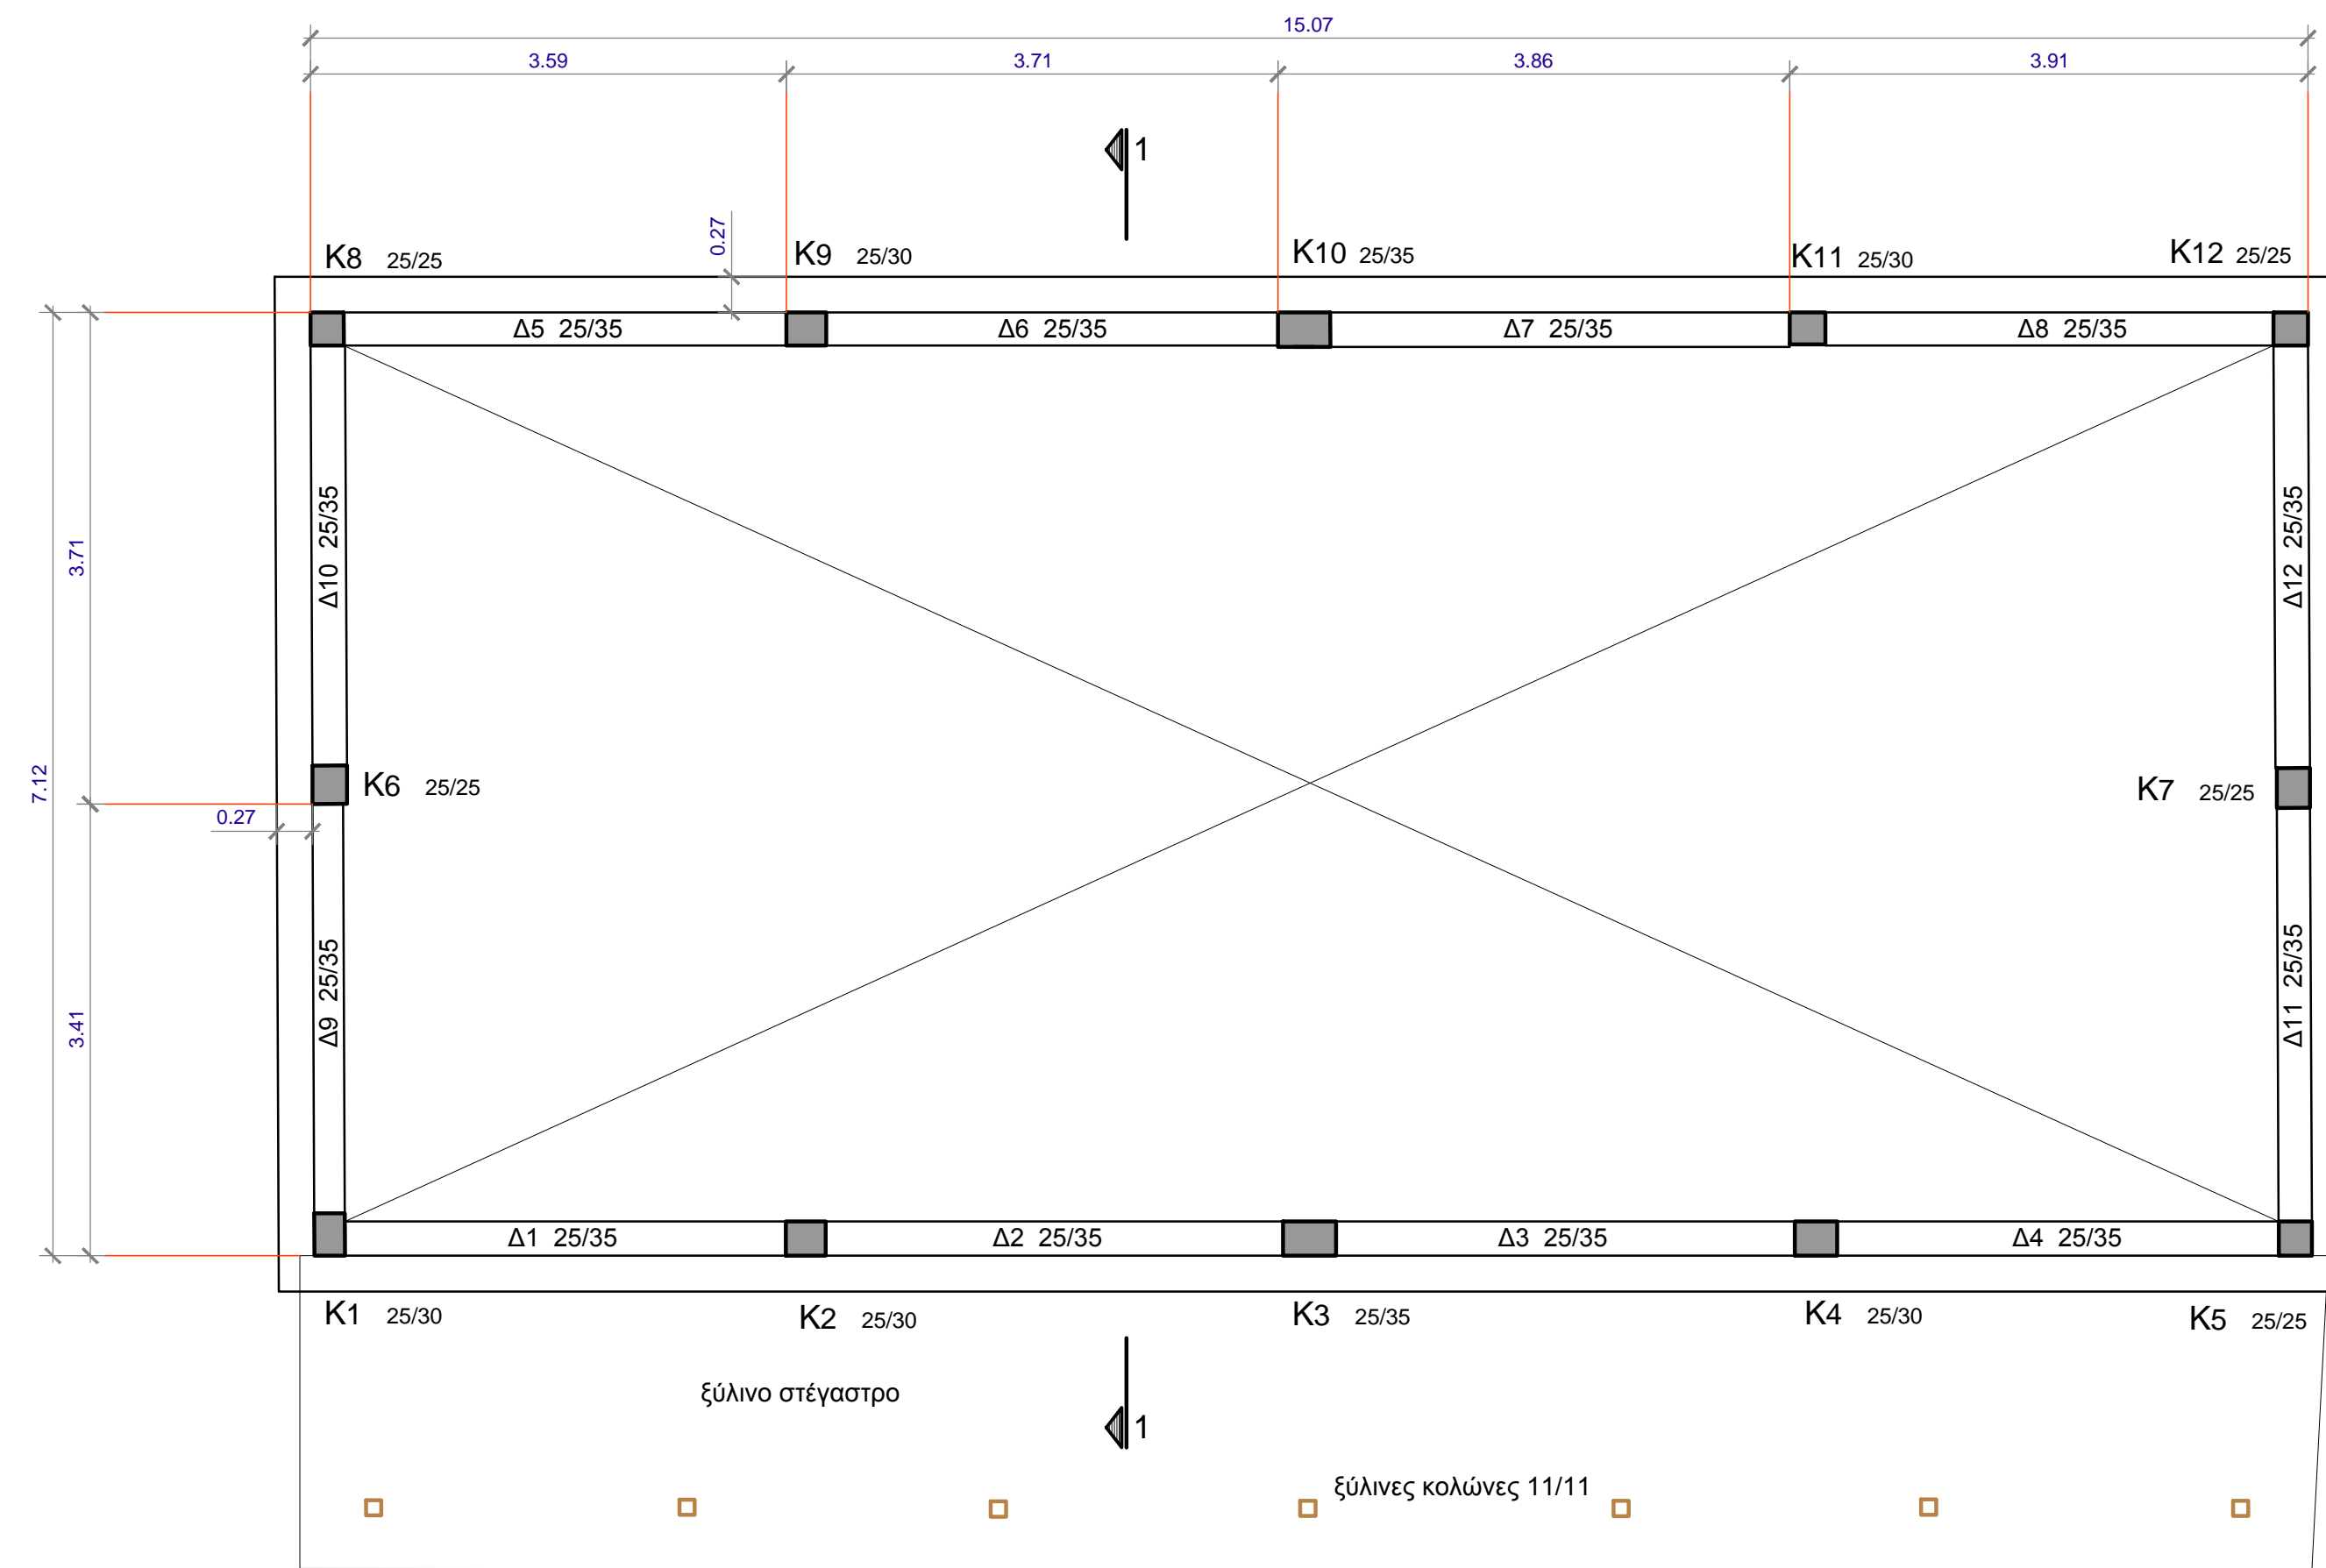 15.07
3.59 3.71 3.86 3.91
1
0.27
K8 25/25 K9 25/30 K10 25/35 K11 25/30 K12 25/25
Δ5 25/35 Δ6 25/35 Δ7 25/35 Δ8 25/35
Δ10 25/35 Δ12 25/35
3.71
7.12
K6 25/25 K7 25/25
0.27
Δ9 25/35 Δ11 25/35
3.41
Δ1 25/35 Δ2 25/35 Δ3 25/35 Δ4 25/35
K1 25/30 K2 25/30 K3 25/35 K4 25/30 K5 25/25
ξύλινο στέγαστρο
1
ξύλινες κολώνες 11/11